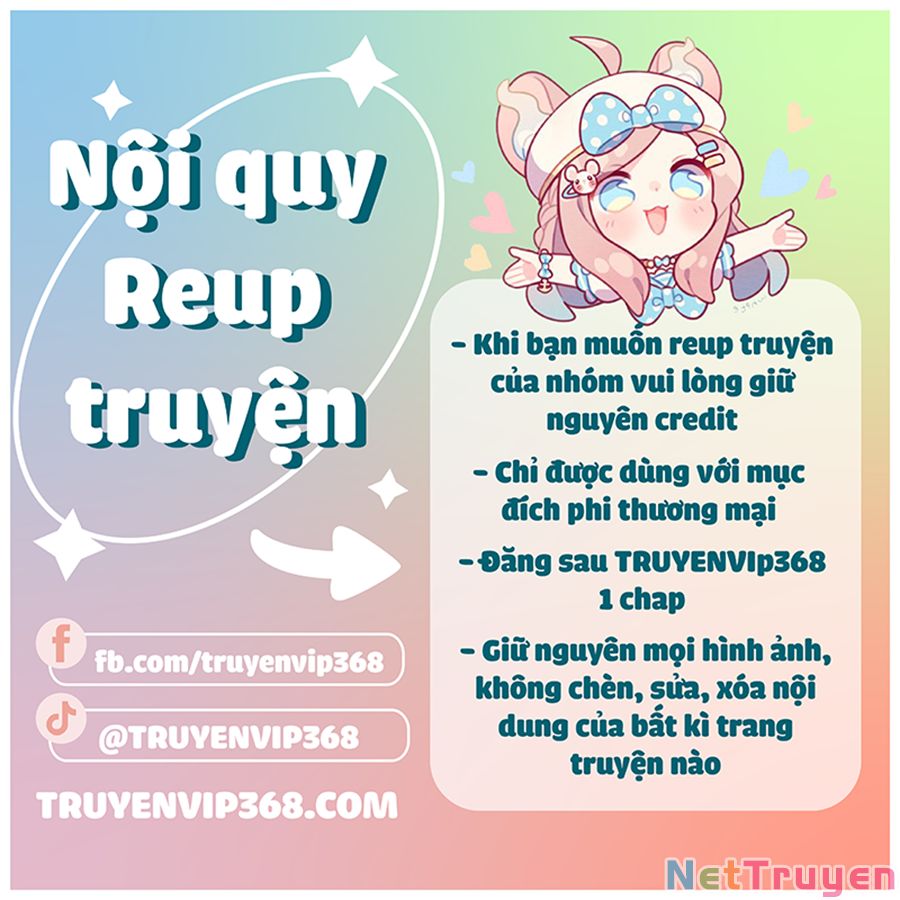 Nội quy
Reup
truyện
- Khi bạn muốn reup truyện
của nhóm vui lòng giữ
nguyên credit
- Chỉ được dùng với mục
đích phi thương mại
- Đăng sau TRUYENVIp368
1 chap
- Giữ nguyên mọi hình ảnh,
không chèn, sửa, xóa nội
dung của bất kì trang
truyện nào
fb.com/truyenvip368
@TRUYENVIP368
TRUYENVIP368.COM
NetTruyen